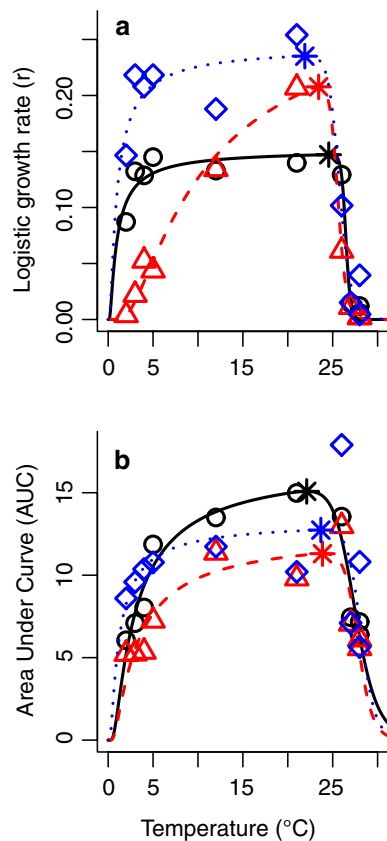 a
Logistic growth rate (r)
0.20
0.10
0.00
0 5 15 25
b
Area Under Curve (AUC)
15
10
5
0
0 5 15 25
Temperature (°C)